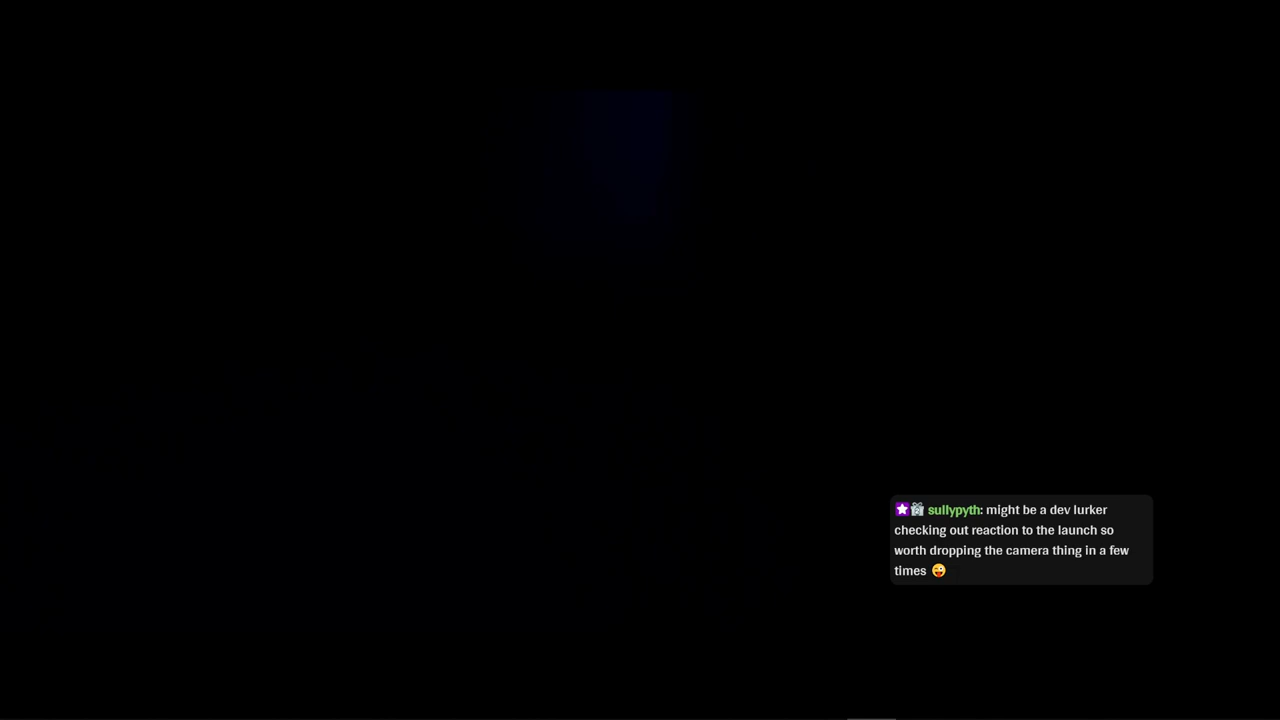 sullypyth: might be a dev lurker
checking out reaction to the launch so
worth dropping the camera thing in a few
times 😜